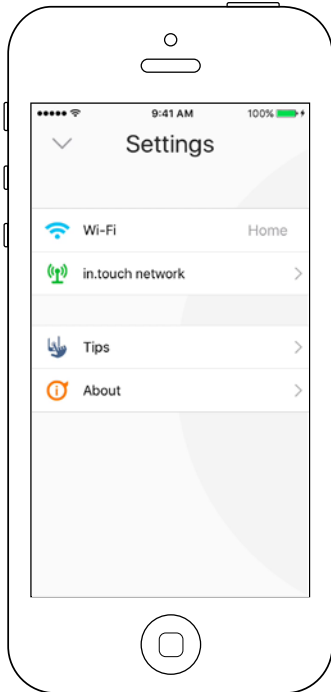 9:41 AM 100%
Settings
Wi-Fi Home
in.touch network
Tips
About